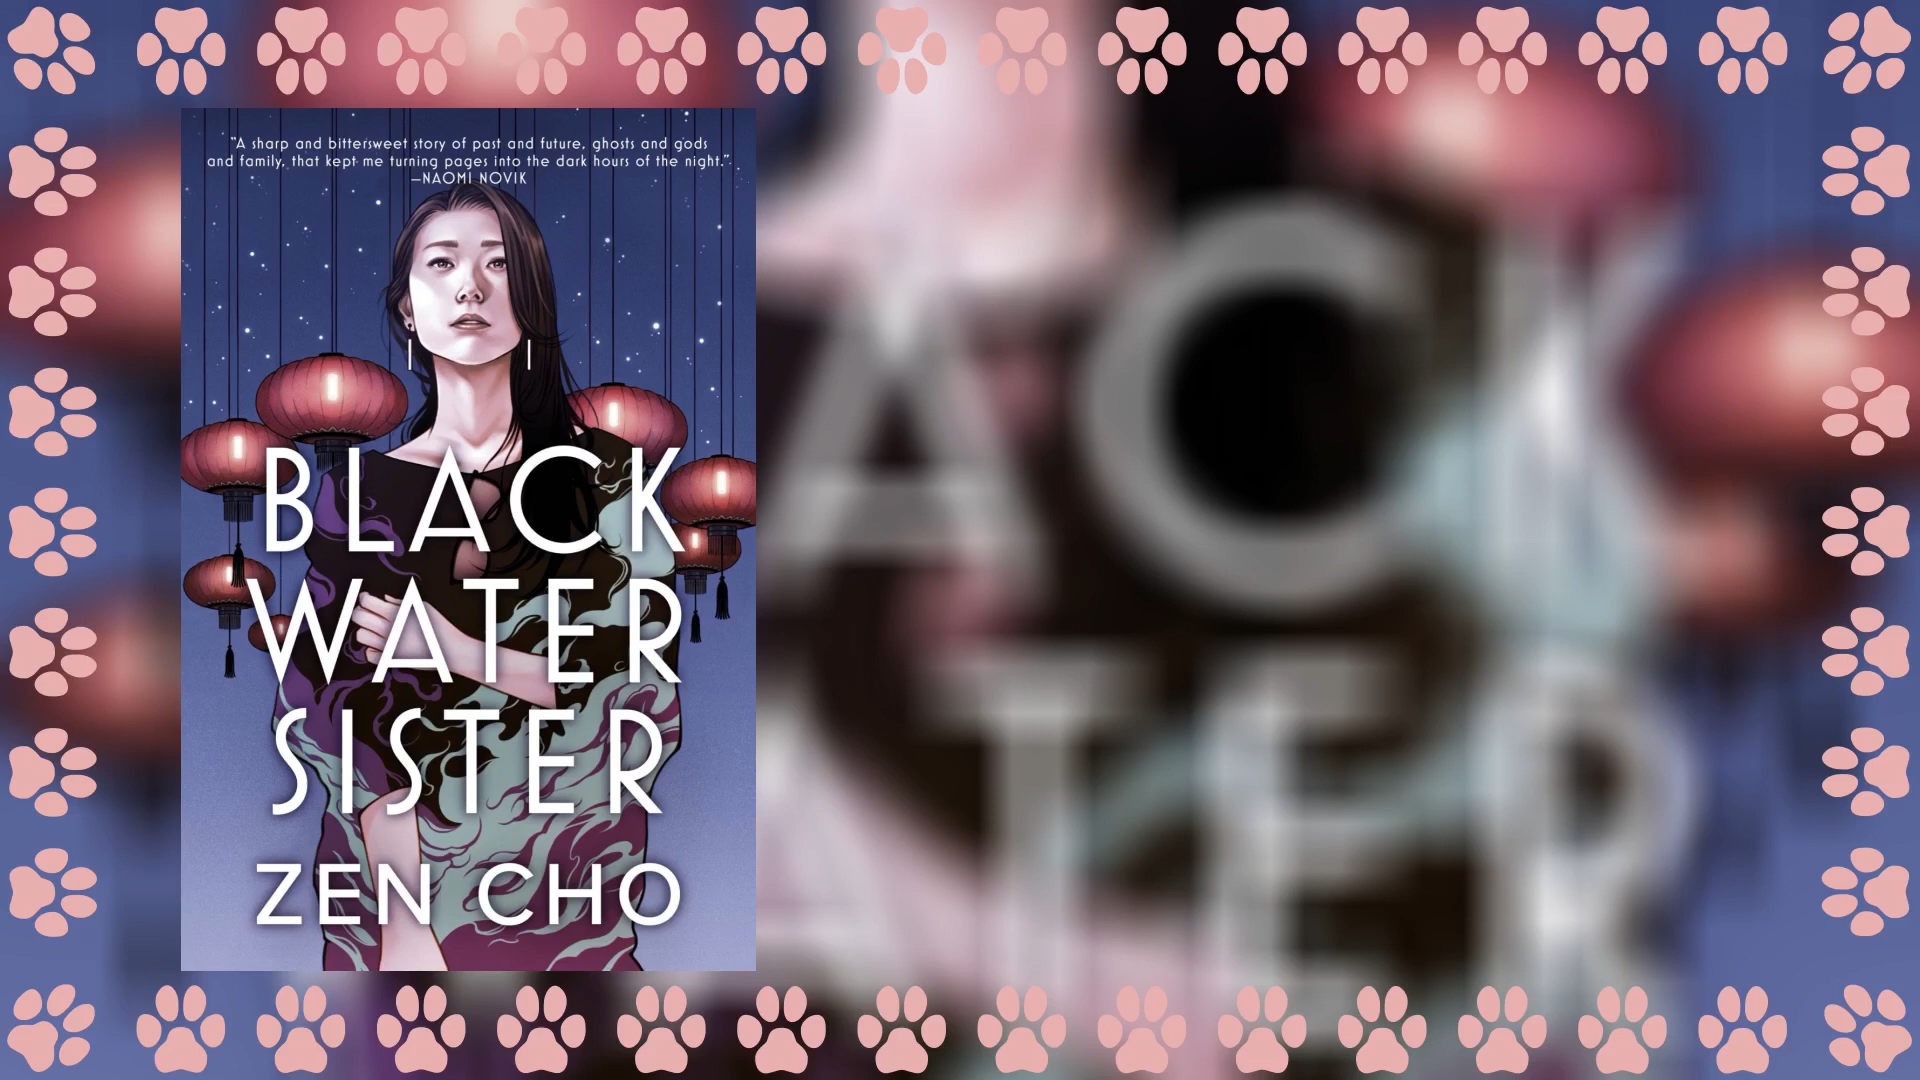 "A sharp and bittersweet story of past and future, ghosts and gods
and family, that kept me turning pages into the dark hours of the night."
—NAOMI NOVIK
BLACK
WATER
SISTER
ZEN CHO